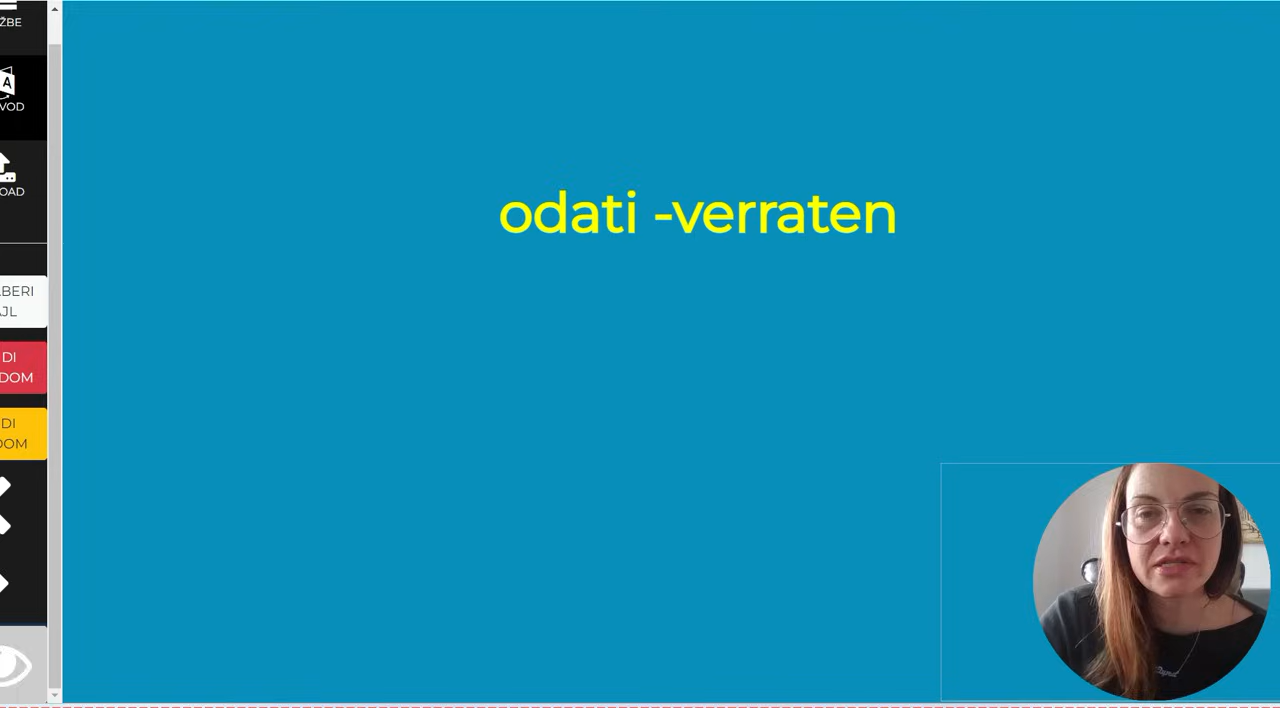 ŽBE
VOD
OAD
odati -verraten
BERI
JL
DI
DOM
DI
DOM